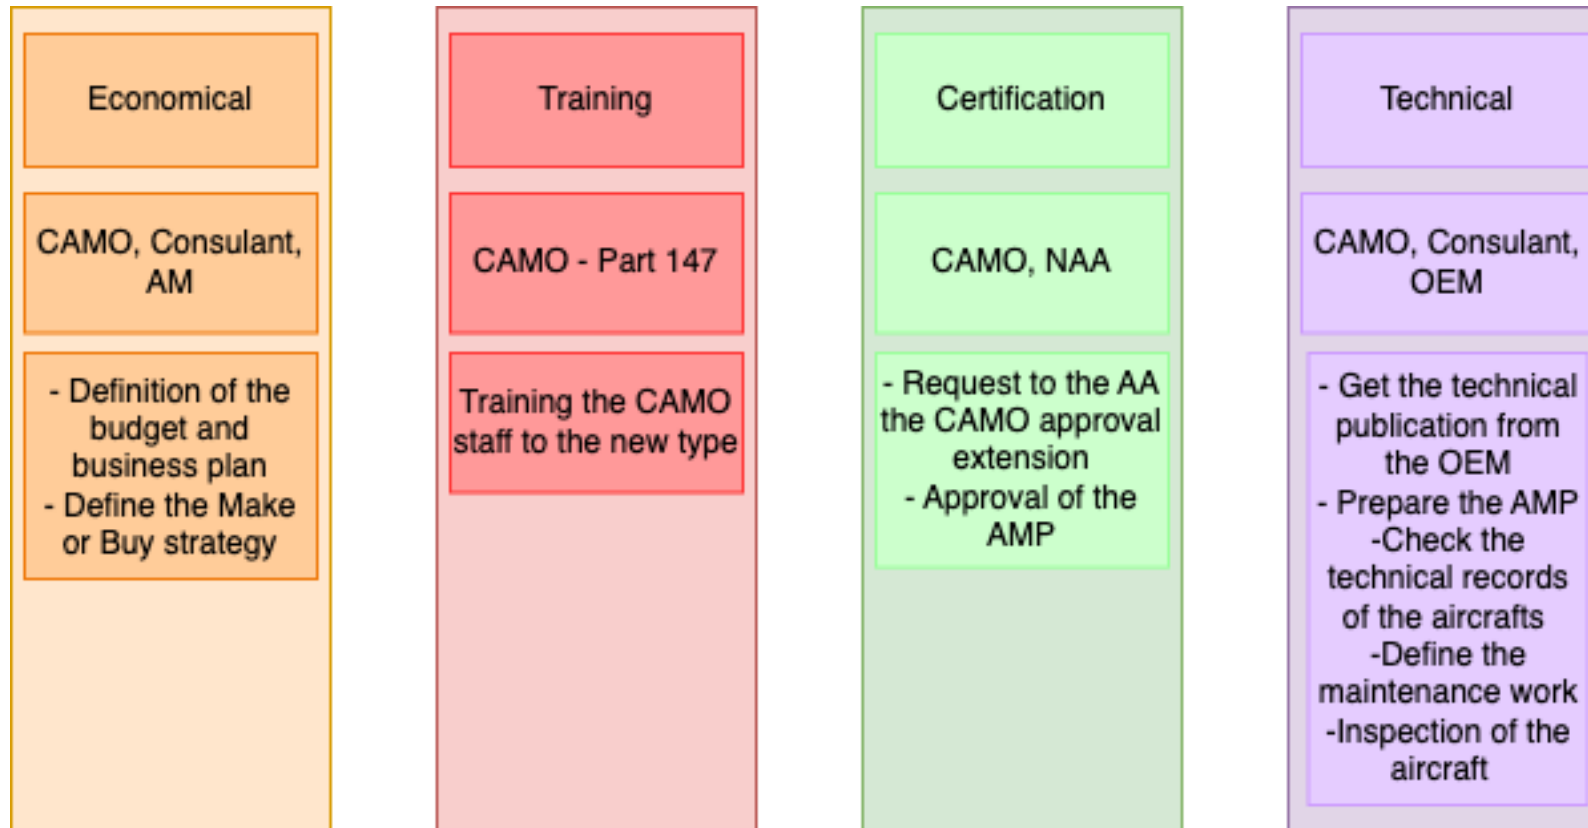 Economical
CAMO, Consulant,
AM
- Definition of the
budget and
business plan
- Define the Make
or Buy strategy
Training
CAMO - Part 147
Training the CAMO
staff to the new type
Certification
CAMO, NAA
- Request to the AA
the CAMO approval
extension
- Approval of the
AMP
Technical
CAMO, Consulant,
OEM
- Get the technical
publication from
the OEM
- Prepare the AMP
-Check the
technical records
of the aircrafts
-Define the
maintenance work
-Inspection of the
aircraft